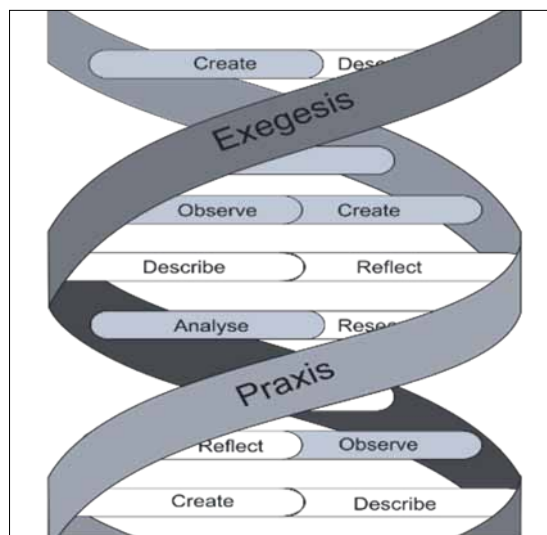 Create
Exegesis
Observe Create
Describe Reflect
Analyse
Praxis
Reflect Observe
Create Describe